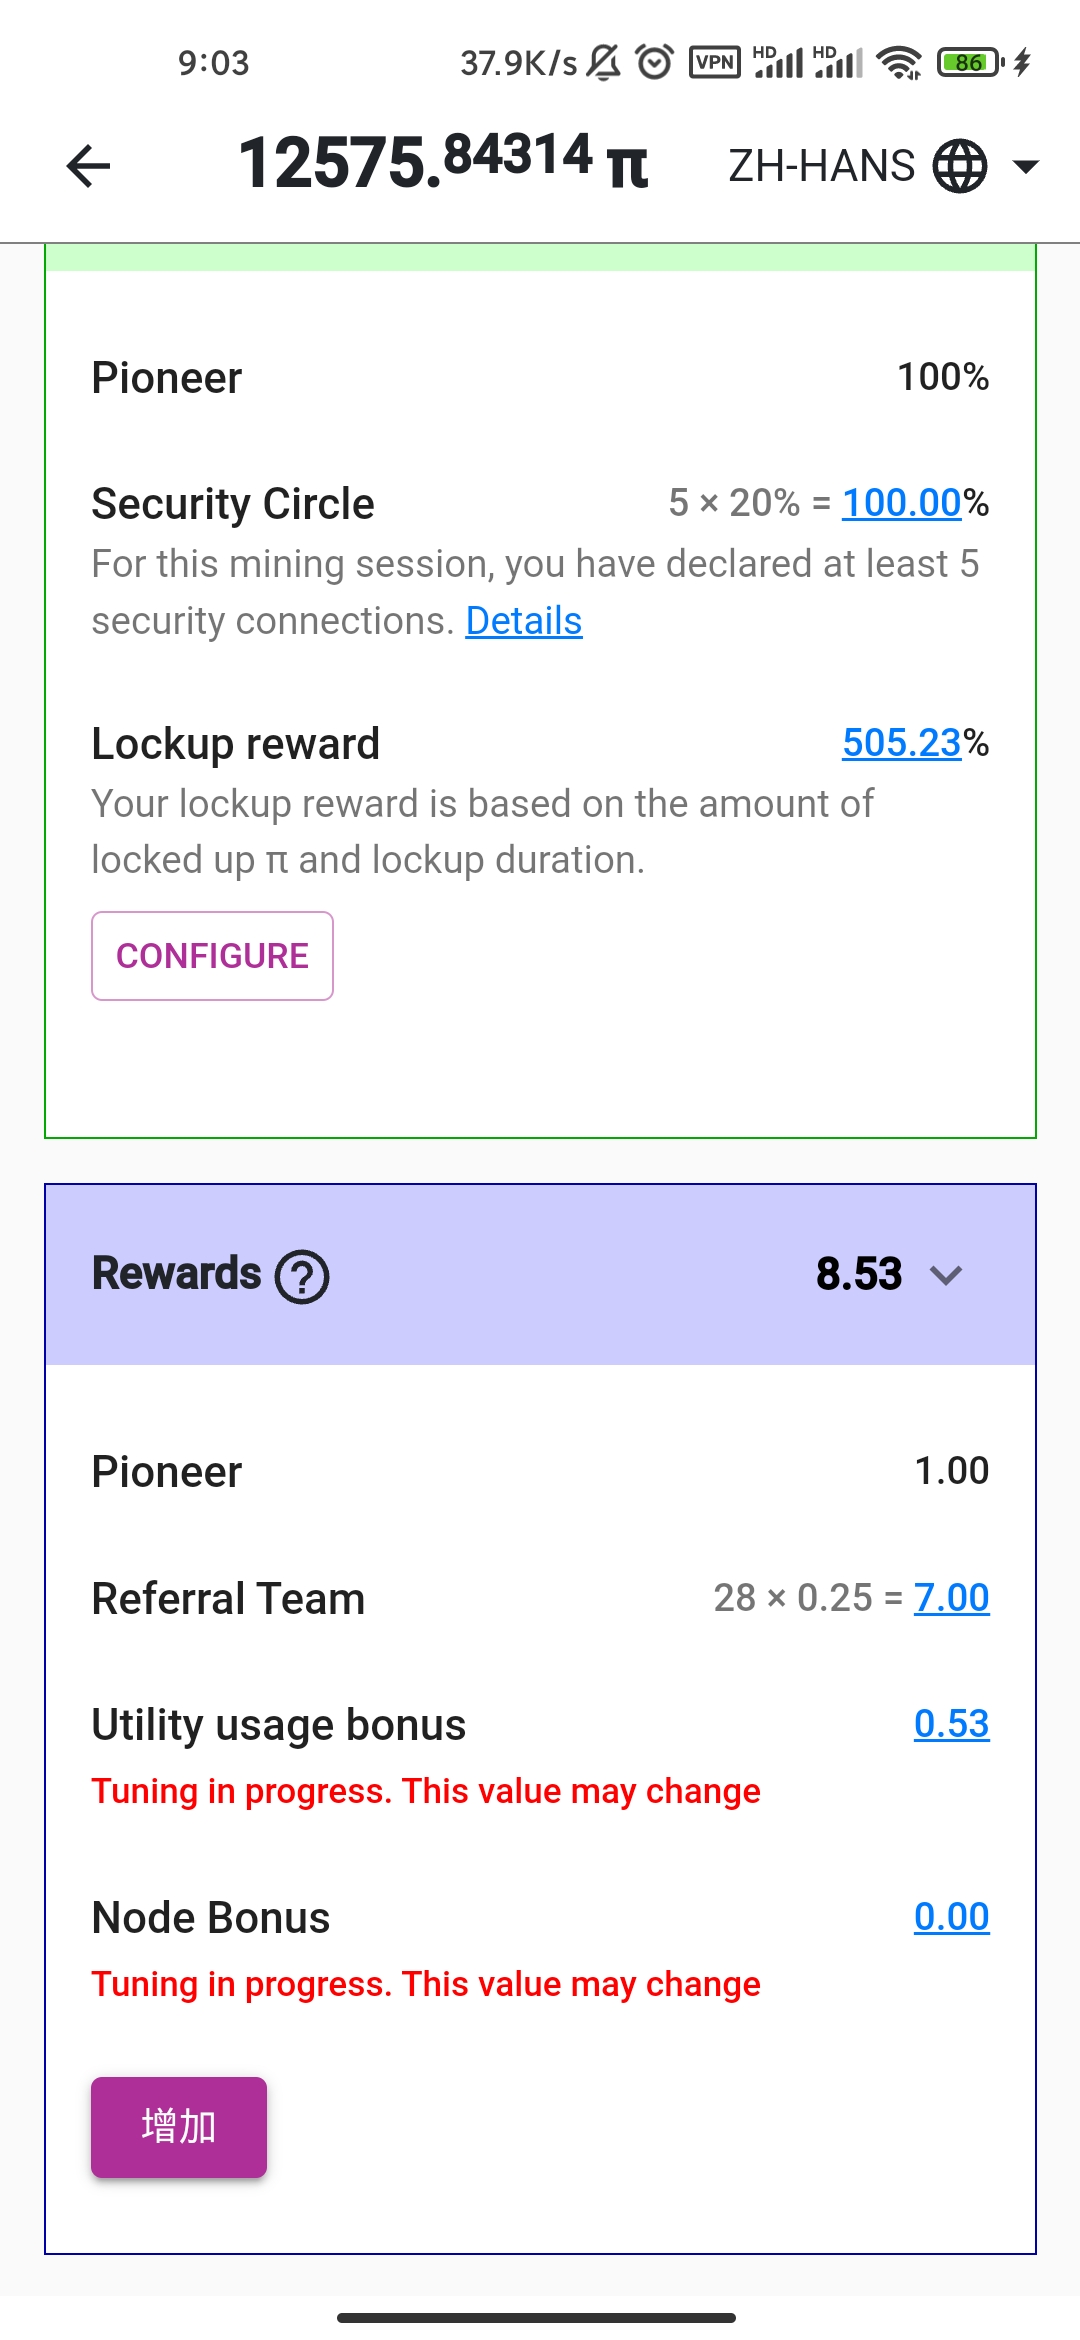 9:03 37.9K/s VPN HD HD 86
12575.84314 π ZH-HANS
Pioneer 100%
Security Circle 5 × 20% = 100.00%
For this mining session, you have declared at least 5
security connections. Details
Lockup reward 505.23%
Your lockup reward is based on the amount of
locked up π and lockup duration.
CONFIGURE
Rewards ? 8.53
Pioneer 1.00
Referral Team 28 × 0.25 = 7.00
Utility usage bonus 0.53
Tuning in progress. This value may change
Node Bonus 0.00
Tuning in progress. This value may change
增加